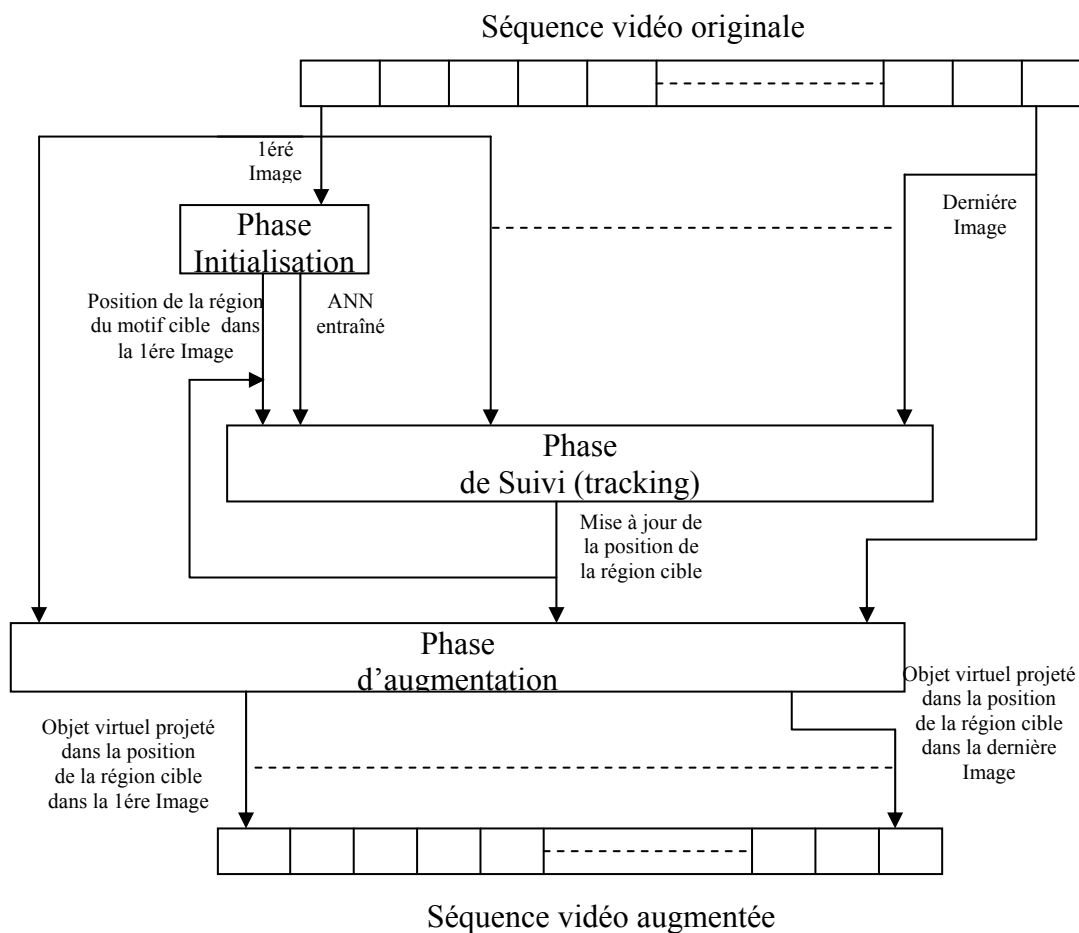 Séquence vidéo originale
1éré
Image
Derniére
Image
Phase
Initialisation
Position de la région
du motif cible dans
la 1ére Image
ANN
entraîné
Phase
de Suivi (tracking)
Mise à jour de
la position de
la région cible
Phase
d’augmentation
Objet virtuel projeté
dans la position
de la région cible
dans la 1ére Image
Objet virtuel projeté
dans la position
de la région cible
dans la dernière
Image
Séquence vidéo augmentée